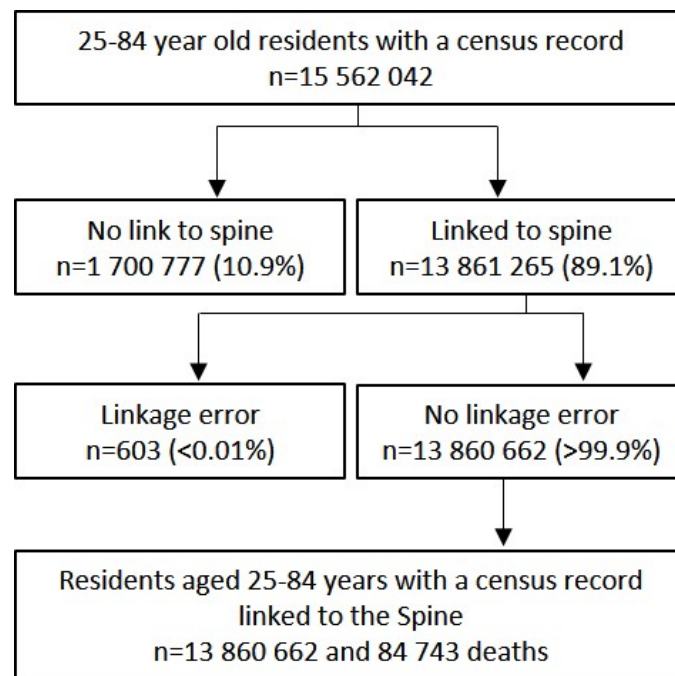 25-84 year old residents with a census record
n=15 562 042
No link to spine
n=1 700 777 (10.9%)
Linked to spine
n=13 861 265 (89.1%)
Linkage error
n=603 (<0.01%)
No linkage error
n=13 860 662 (>99.9%)
Residents aged 25-84 years with a census record
linked to the Spine
n=13 860 662 and 84 743 deaths